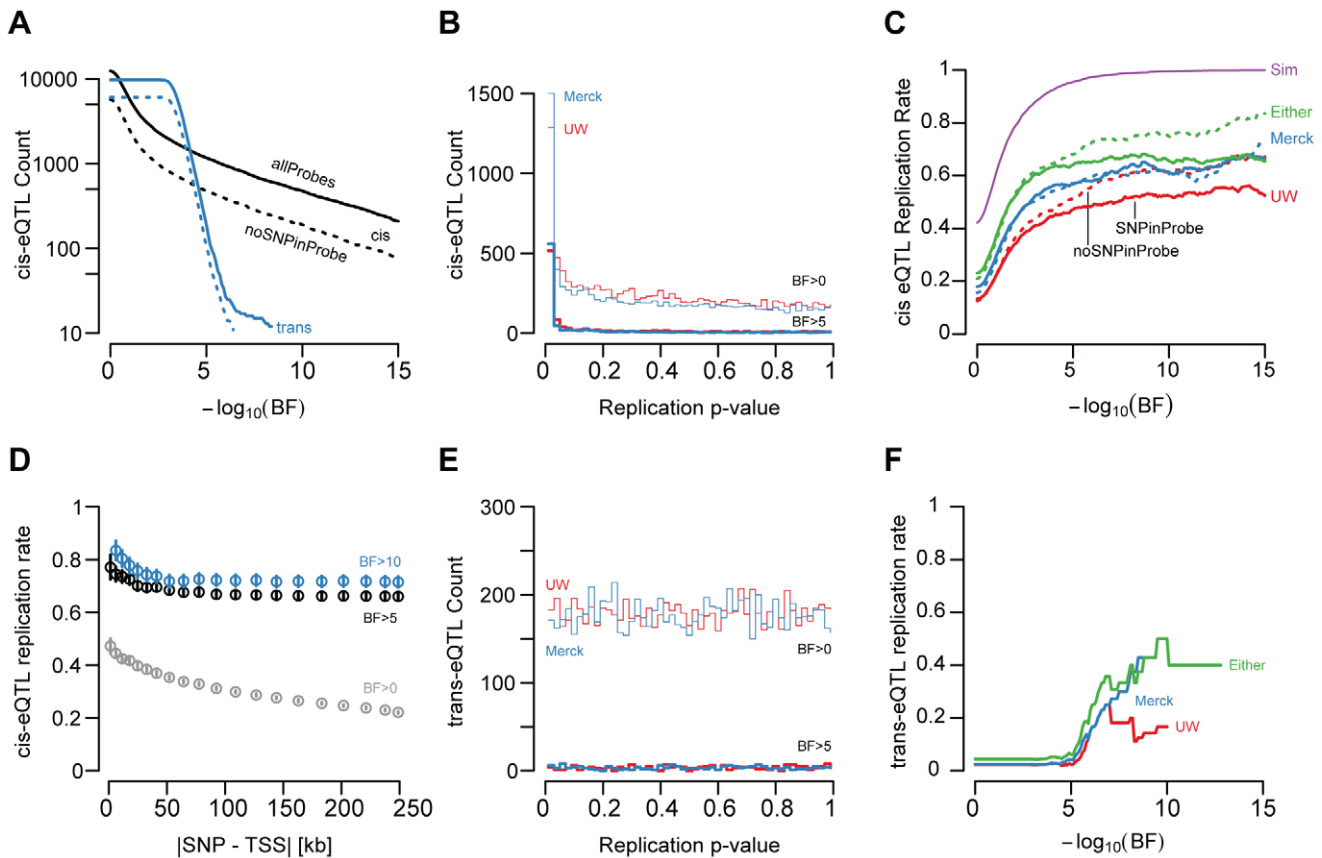 A
10000
1000
100
10
cis-eQTL Count
allProbes
noSNPinProbe
cis
trans
0 5 10 15
−log10(BF)
B
1500
1000
500
0
cis-eQTL Count
Merck
UW
BF>0
BF>5
0 0.2 0.4 0.6 0.8 1
Replication p-value
C
1
0.8
0.6
0.4
0.2
0
cis eQTL Replication Rate
Sim
Either
Merck
UW
SNPinProbe
noSNPinProbe
0 5 10 15
−log10(BF)
D
1
0.8
0.6
0.4
0.2
0
cis-eQTL replication rate
BF>10
BF>5
BF>0
0 50 100 150 200 250
|SNP - TSS| [kb]
E
300
200
100
0
trans-eQTL Count
UW
Merck
BF>0
BF>5
0 0.2 0.4 0.6 0.8 1
Replication p-value
F
1
0.8
0.6
0.4
0.2
0
trans-eQTL replication rate
Either
Merck
UW
0 5 10 15
−log10(BF)